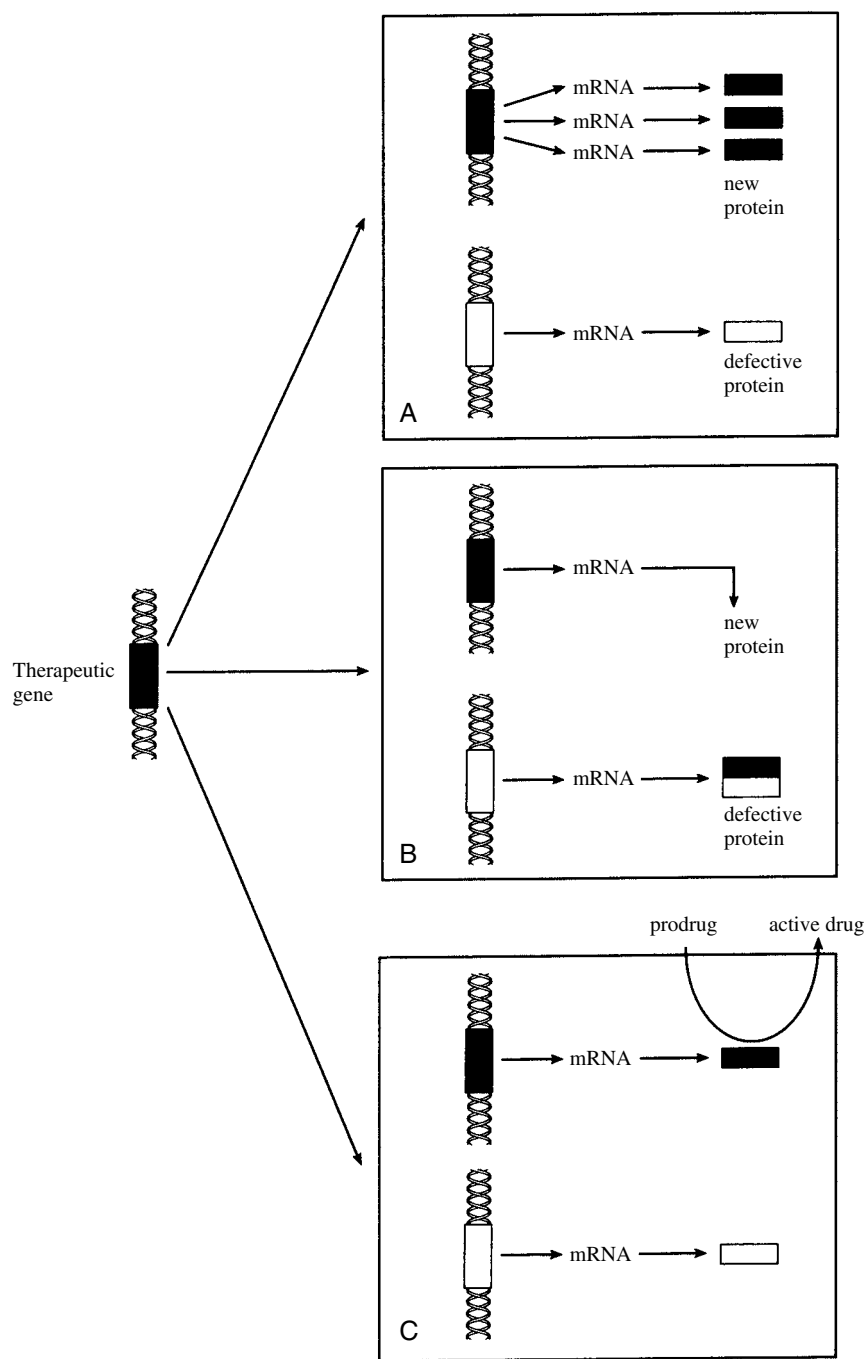 mRNA
mRNA
mRNA
new
protein
mRNA
defective
protein
A
mRNA
new
protein
Therapeutic
gene
mRNA
defective
protein
B
prodrug active drug
mRNA
mRNA
C